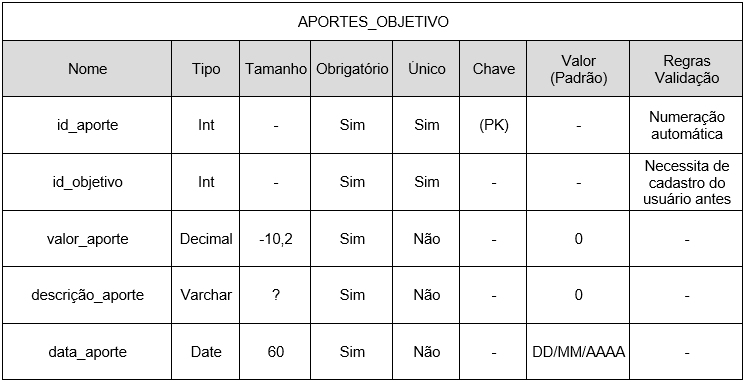 APORTES_OBJETIVO
Nome Tipo Tamanho Obrigatório Único Chave Valor (Padrão) Regras Validação
id_aporte Int - Sim Sim (PK) - Numeração automática
id_objetivo Int - Sim Sim - - Necessita de cadastro do usuário antes
valor_aporte Decimal -10,2 Sim Não - 0 -
descrição_aporte Varchar ? Sim Não - 0 -
data_aporte Date 60 Sim Não - DD/MM/AAAA -